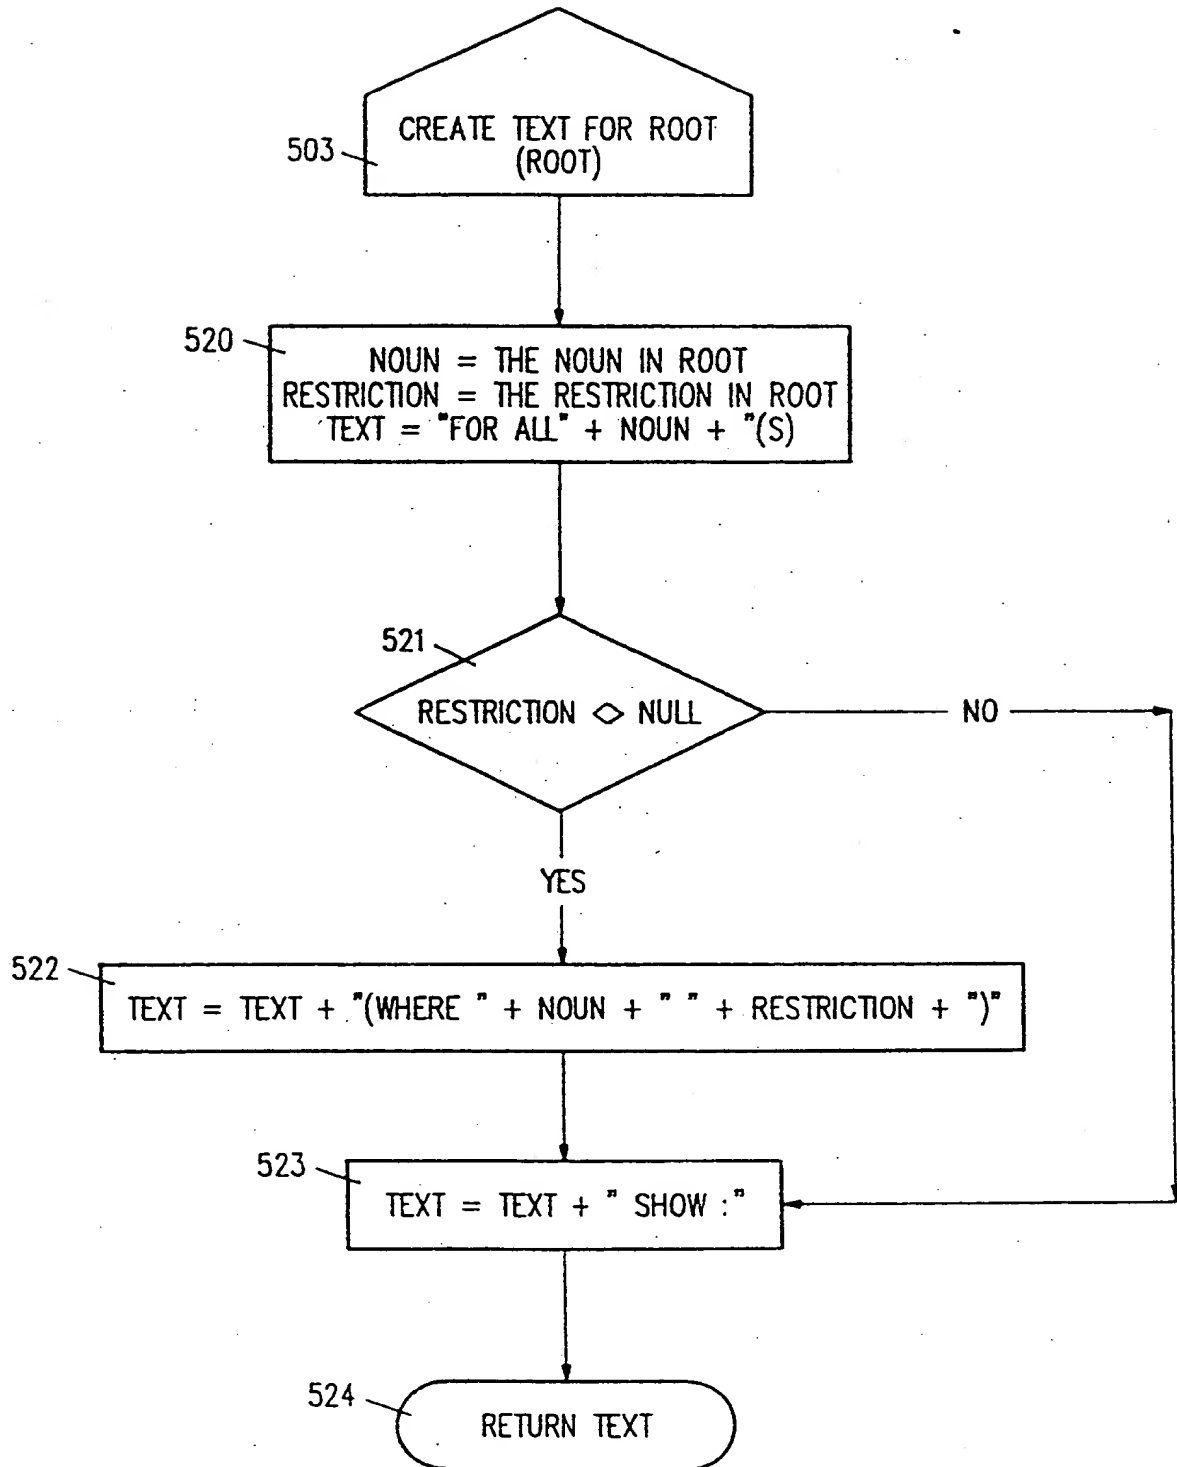 CREATE TEXT FOR ROOT
(ROOT)
503
520
NOUN = THE NOUN IN ROOT
RESTRICTION = THE RESTRICTION IN ROOT
TEXT = "FOR ALL" + NOUN + "(S)
521
RESTRICTION <> NULL
NO
YES
522
TEXT = TEXT + "(WHERE " + NOUN + " " + RESTRICTION + ")"
523
TEXT = TEXT + " SHOW :"
524
RETURN TEXT